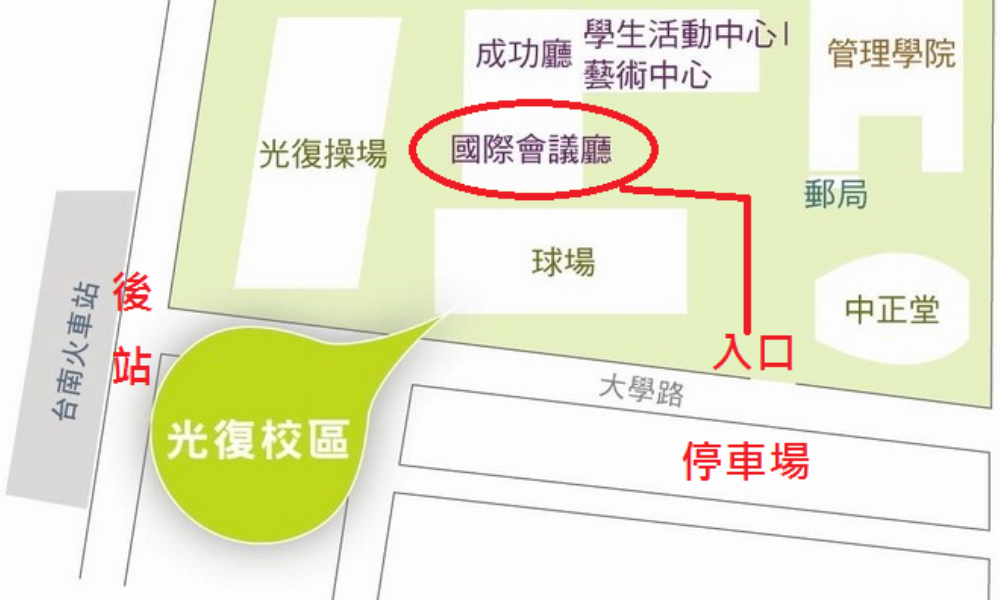 成功廳
學生活動中心I
藝術中心
管理學院
光復操場
國際會議廳
郵局
球場
中正堂
後站
台南火車站
入口
大學路
光復校區
停車場